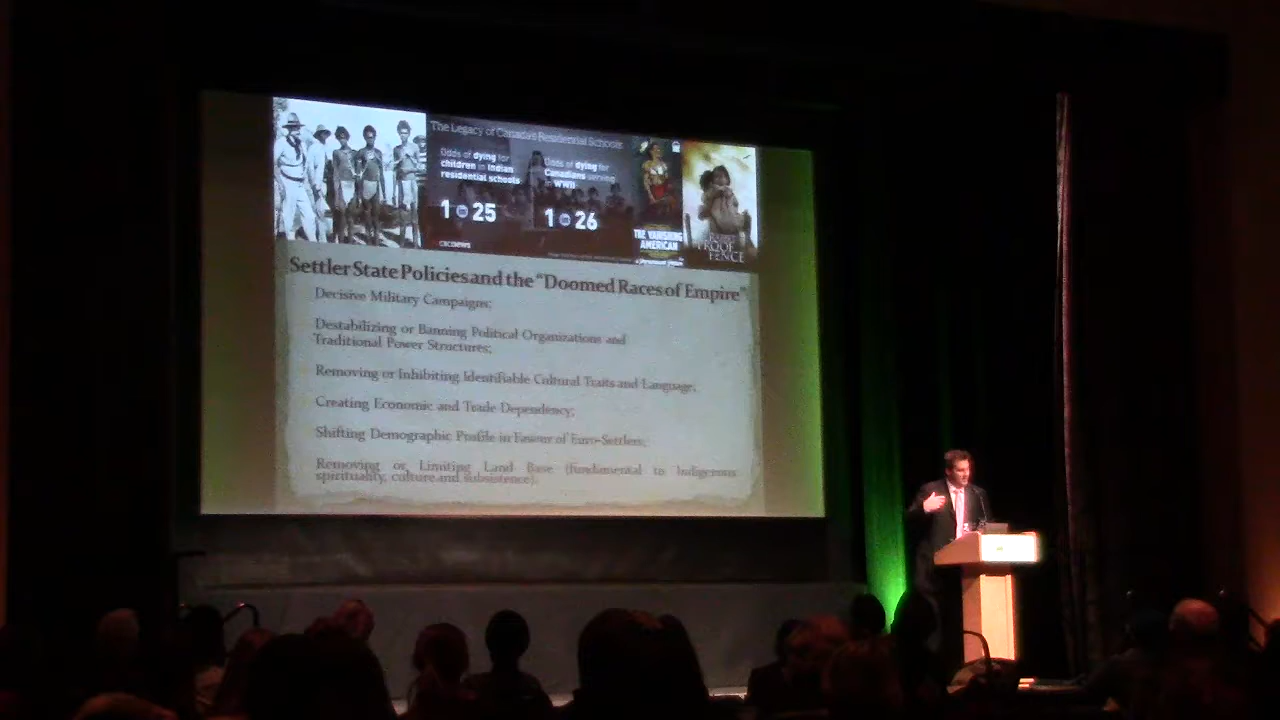 The Legacy of Canada's Residential Schools
Odds of dying for
children in Indian
residential schools
1 in 25
Odds of dying for
Canadians serving
in WWII
1 in 26
CBCnews
THE VANISHING
AMERICAN
PROOF
FENCE
Settler State Policies and the "Doomed Races of Empire"
Decisive Military Campaigns;
Destabilizing or Banning Political Organizations and
Traditional Power Structures;
Removing or Inhibiting Identifiable Cultural Traits and Language;
Creating Economic and Trade Dependency;
Shifting Demographic Profile in Favour of Euro-Settlers;
Removing or Limiting Land Base (fundamental to Indigenous
spirituality, culture and subsistence).